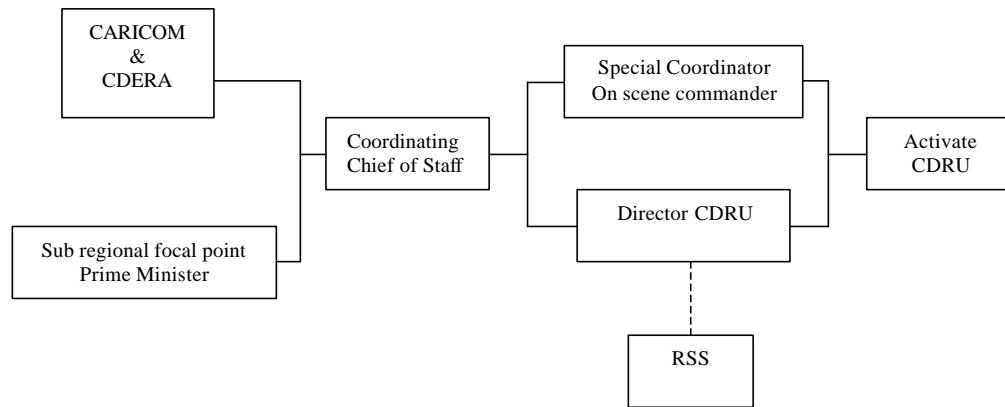 CARICOM
&
CDERA
Sub regional focal point
Prime Minister
Coordinating
Chief of Staff
Special Coordinator
On scene commander
Director CDRU
RSS
Activate
CDRU